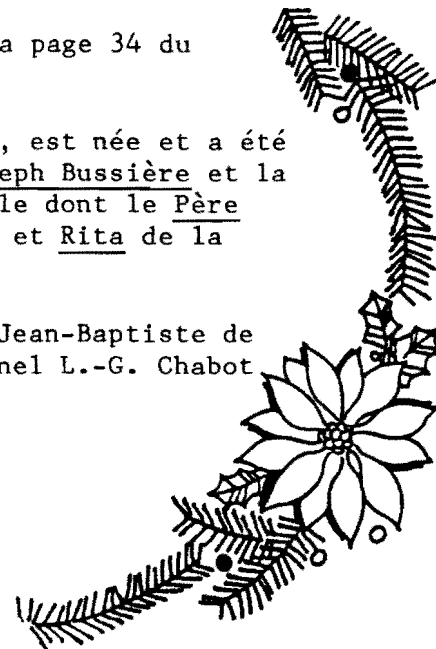 a page 34 du
, est née et a été
eph Bussière et la
le dont le Père
et Rita de la
Jean-Baptiste de
nel L.-G. Chabot